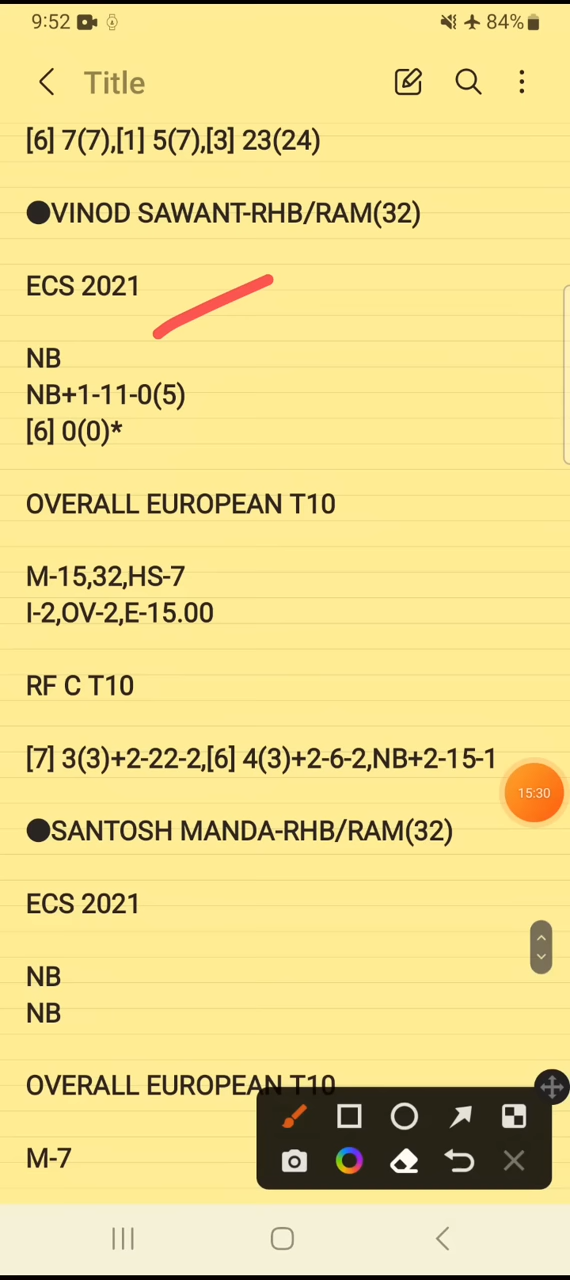 9:52
84%
Title
[6] 7(7),[1] 5(7),[3] 23(24)
●VINOD SAWANT-RHB/RAM(32)
ECS 2021
NB
NB+1-11-0(5)
[6] 0(0)*
OVERALL EUROPEAN T10
M-15,32,HS-7
I-2,OV-2,E-15.00
RF C T10
[7] 3(3)+2-22-2,[6] 4(3)+2-6-2,NB+2-15-1
15:30
●SANTOSH MANDA-RHB/RAM(32)
ECS 2021
NB
NB
OVERALL EUROPEAN T10
M-7